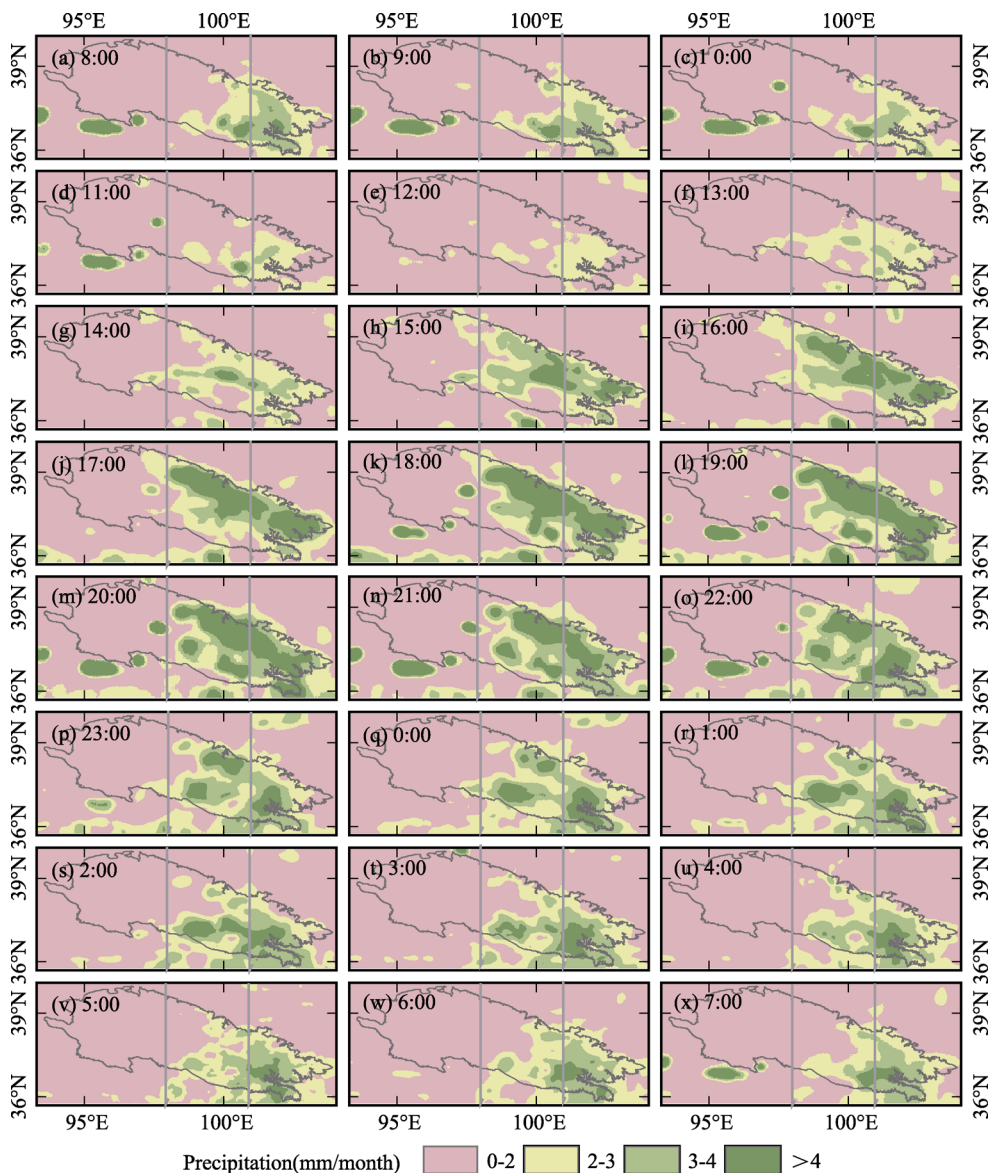 95°E 100°E 95°E 100°E 95°E 100°E
39°N (a) 8:00 (b) 9:00 (c) 10:00 39°N
36°N 36°N
39°N (d) 11:00 (e) 12:00 (f) 13:00 39°N
36°N 36°N
39°N (g) 14:00 (h) 15:00 (i) 16:00 39°N
36°N 36°N
39°N (j) 17:00 (k) 18:00 (l) 19:00 39°N
36°N 36°N
39°N (m) 20:00 (n) 21:00 (o) 22:00 39°N
36°N 36°N
39°N (p) 23:00 (q) 0:00 (r) 1:00 39°N
36°N 36°N
39°N (s) 2:00 (t) 3:00 (u) 4:00 39°N
36°N 36°N
39°N (v) 5:00 (w) 6:00 (x) 7:00 39°N
36°N 36°N
95°E 100°E 95°E 100°E 95°E 100°E
Precipitation(mm/month) 0-2 2-3 3-4 >4